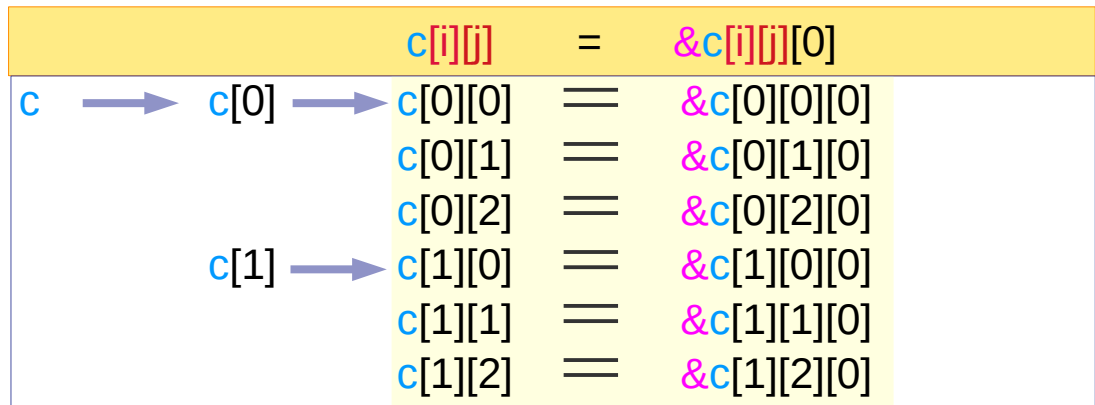 c[i][j] = &c[i][j][0]
c c[0] c[0][0] = &c[0][0][0]
c[0][1] = &c[0][1][0]
c[0][2] = &c[0][2][0]
c[1] c[1][0] = &c[1][0][0]
c[1][1] = &c[1][1][0]
c[1][2] = &c[1][2][0]